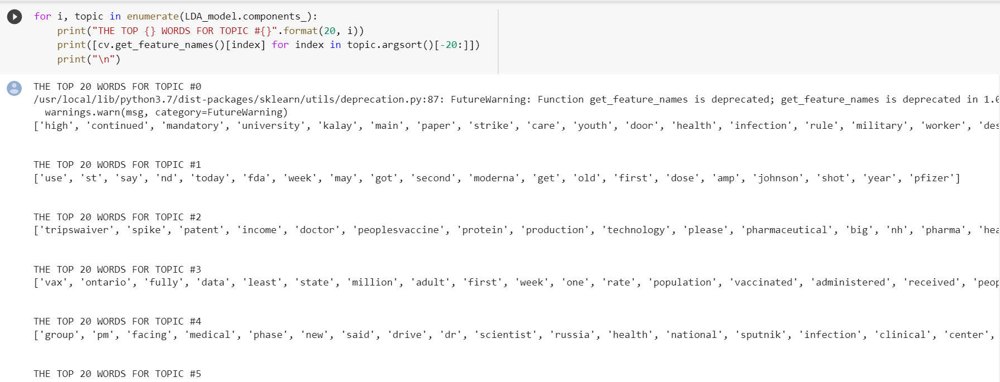 for i, topic in enumerate(LDA_model.components_):
    print("THE TOP {} WORDS FOR TOPIC #{}".format(20, i))
    print([cv.get_feature_names()[index] for index in topic.argsort()[-20:]])
    print("\n")
THE TOP 20 WORDS FOR TOPIC #0
/usr/local/lib/python3.7/dist-packages/sklearn/utils/deprecation.py:87: FutureWarning: Function get_feature_names is deprecated; get_feature_names is deprecated in 1.0
  warnings.warn(msg, category=FutureWarning)
['high', 'continued', 'mandatory', 'university', 'kalay', 'main', 'paper', 'strike', 'care', 'youth', 'door', 'health', 'infection', 'rule', 'military', 'worker', 'des
THE TOP 20 WORDS FOR TOPIC #1
['use', 'st', 'say', 'nd', 'today', 'fda', 'week', 'may', 'got', 'second', 'moderna', 'get', 'old', 'first', 'dose', 'amp', 'johnson', 'shot', 'year', 'pfizer']
THE TOP 20 WORDS FOR TOPIC #2
['tripswaiver', 'spike', 'patent', 'income', 'doctor', 'peoplesvaccine', 'protein', 'production', 'technology', 'please', 'pharmaceutical', 'big', 'nh', 'pharma', 'hea
THE TOP 20 WORDS FOR TOPIC #3
['vax', 'ontario', 'fully', 'data', 'least', 'state', 'million', 'adult', 'first', 'week', 'one', 'rate', 'population', 'vaccinated', 'administered', 'received', 'peop
THE TOP 20 WORDS FOR TOPIC #4
['group', 'pm', 'facing', 'medical', 'phase', 'new', 'said', 'drive', 'dr', 'scientist', 'russia', 'health', 'national', 'sputnik', 'infection', 'clinical', 'center',
THE TOP 20 WORDS FOR TOPIC #5